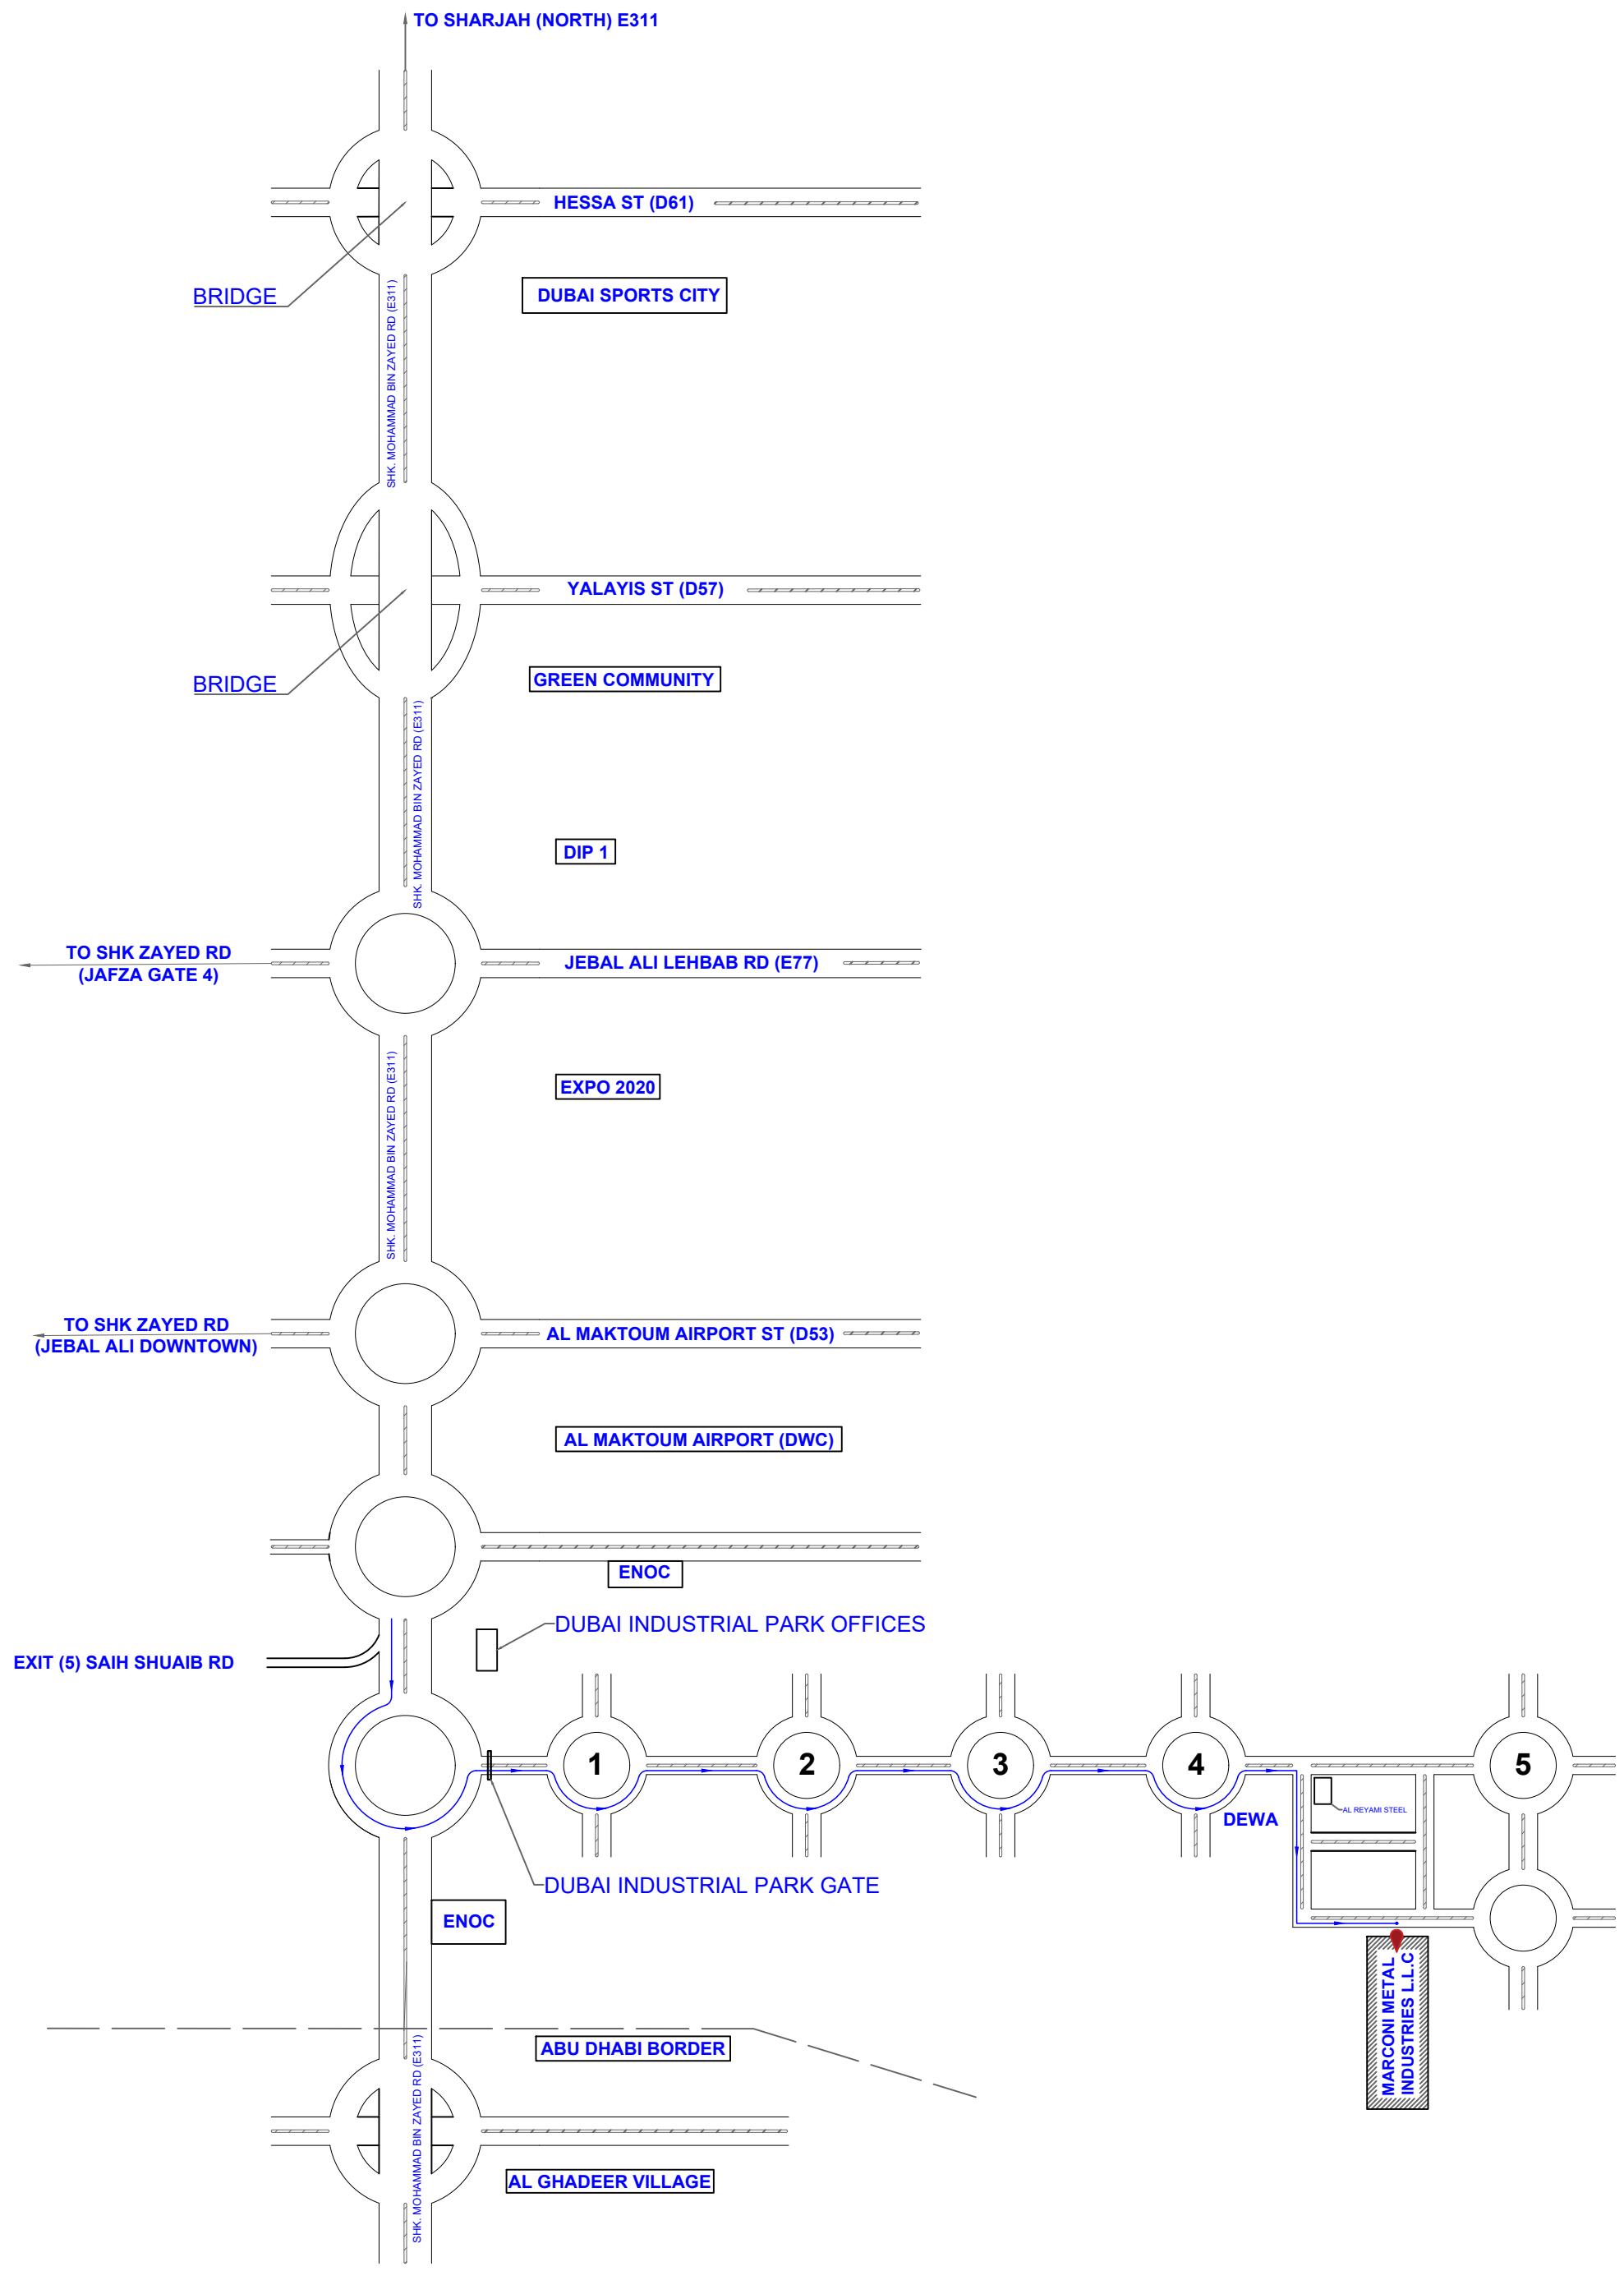 TO SHARJAH (NORTH) E311
HESSA ST (D61)
BRIDGE
DUBAI SPORTS CITY
SHK. MOHAMMAD BIN ZAYED RD (E311)
YALAYIS ST (D57)
BRIDGE
GREEN COMMUNITY
SHK. MOHAMMAD BIN ZAYED RD (E311)
DIP 1
TO SHK ZAYED RD
(JAFZA GATE 4)
JEBAL ALI LEHBAB RD (E77)
SHK. MOHAMMAD BIN ZAYED RD (E311)
EXPO 2020
TO SHK ZAYED RD
(JEBAL ALI DOWNTOWN)
AL MAKTOUM AIRPORT ST (D53)
AL MAKTOUM AIRPORT (DWC)
ENOC
DUBAI INDUSTRIAL PARK OFFICES
EXIT (5) SAIH SHUAIB RD
1
2
3
4
5
AL REYAMI STEEL
DEWA
DUBAI INDUSTRIAL PARK GATE
ENOC
MARCONI METAL
INDUSTRIES L.L.C
ABU DHABI BORDER
SHK. MOHAMMAD BIN ZAYED RD (E311)
AL GHADEER VILLAGE